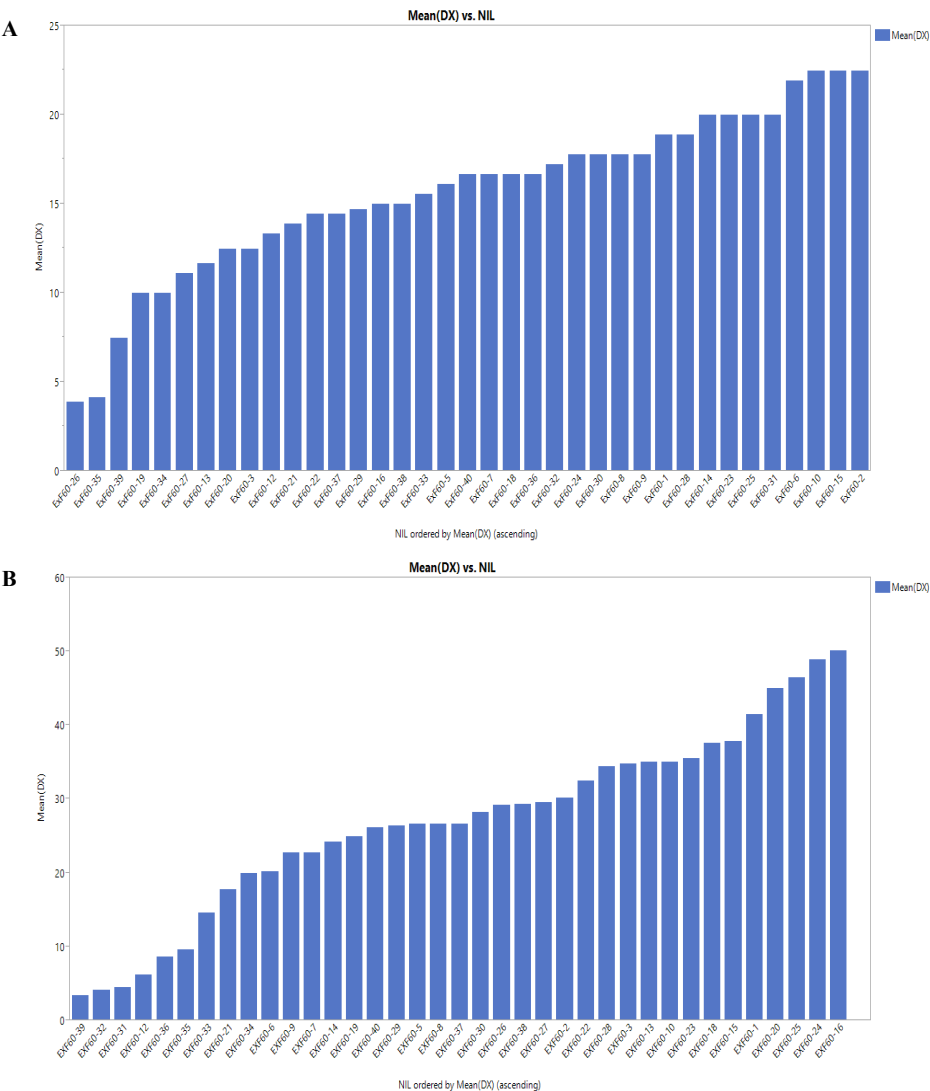 A
Mean(DX) vs. NIL
Mean(DX)
25
20
15
10
5
0
Mean(DX)
ExF60-26
ExF60-35
ExF60-39
ExF60-19
ExF60-34
ExF60-27
ExF60-13
ExF60-20
ExF60-3
ExF60-12
ExF60-21
ExF60-22
ExF60-37
ExF60-29
ExF60-16
ExF60-38
ExF60-33
ExF60-5
ExF60-40
ExF60-7
ExF60-18
ExF60-36
ExF60-32
ExF60-24
ExF60-30
ExF60-8
ExF60-9
ExF60-1
ExF60-28
ExF60-14
ExF60-23
ExF60-25
ExF60-31
ExF60-6
ExF60-10
ExF60-15
ExF60-2
NIL ordered by Mean(DX) (ascending)
B
Mean(DX) vs. NIL
Mean(DX)
60
50
40
30
20
10
0
Mean(DX)
EXF60-39
EXF60-32
EXF60-31
EXF60-12
EXF60-36
EXF60-35
EXF60-33
EXF60-21
EXF60-34
EXF60-6
EXF60-9
EXF60-7
EXF60-14
EXF60-19
EXF60-40
EXF60-29
EXF60-5
EXF60-8
EXF60-37
EXF60-30
EXF60-26
EXF60-38
EXF60-27
EXF60-2
EXF60-22
EXF60-28
EXF60-3
EXF60-13
EXF60-10
EXF60-23
EXF60-18
EXF60-15
EXF60-1
EXF60-20
EXF60-25
EXF60-24
EXF60-16
NIL ordered by Mean(DX) (ascending)